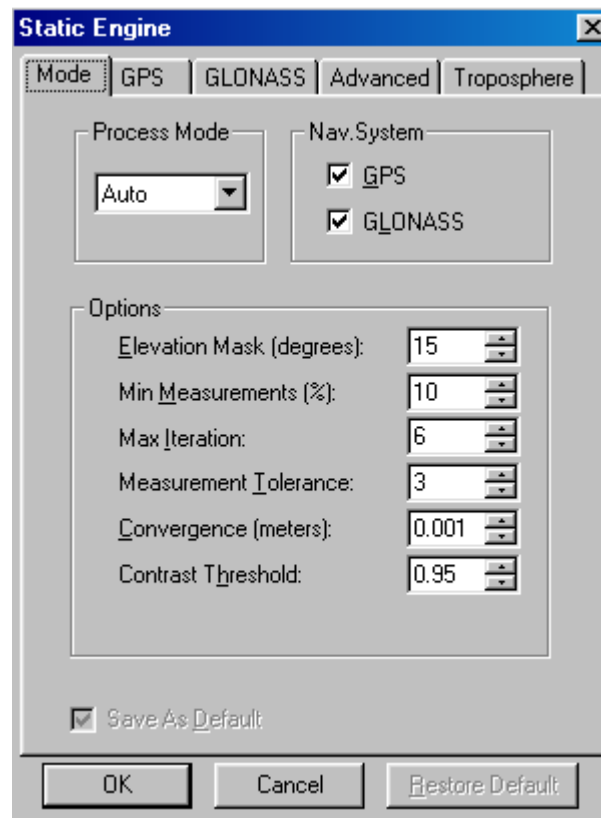 Static Engine
Mode GPS GLONASS Advanced Troposphere
Process Mode
Auto
Nav.System
GPS
GLONASS
Options
Elevation Mask (degrees): 15
Min Measurements (%): 10
Max Iteration: 6
Measurement Tolerance: 3
Convergence (meters): 0.001
Contrast Threshold: 0.95
Save As Default
OK Cancel Restore Default